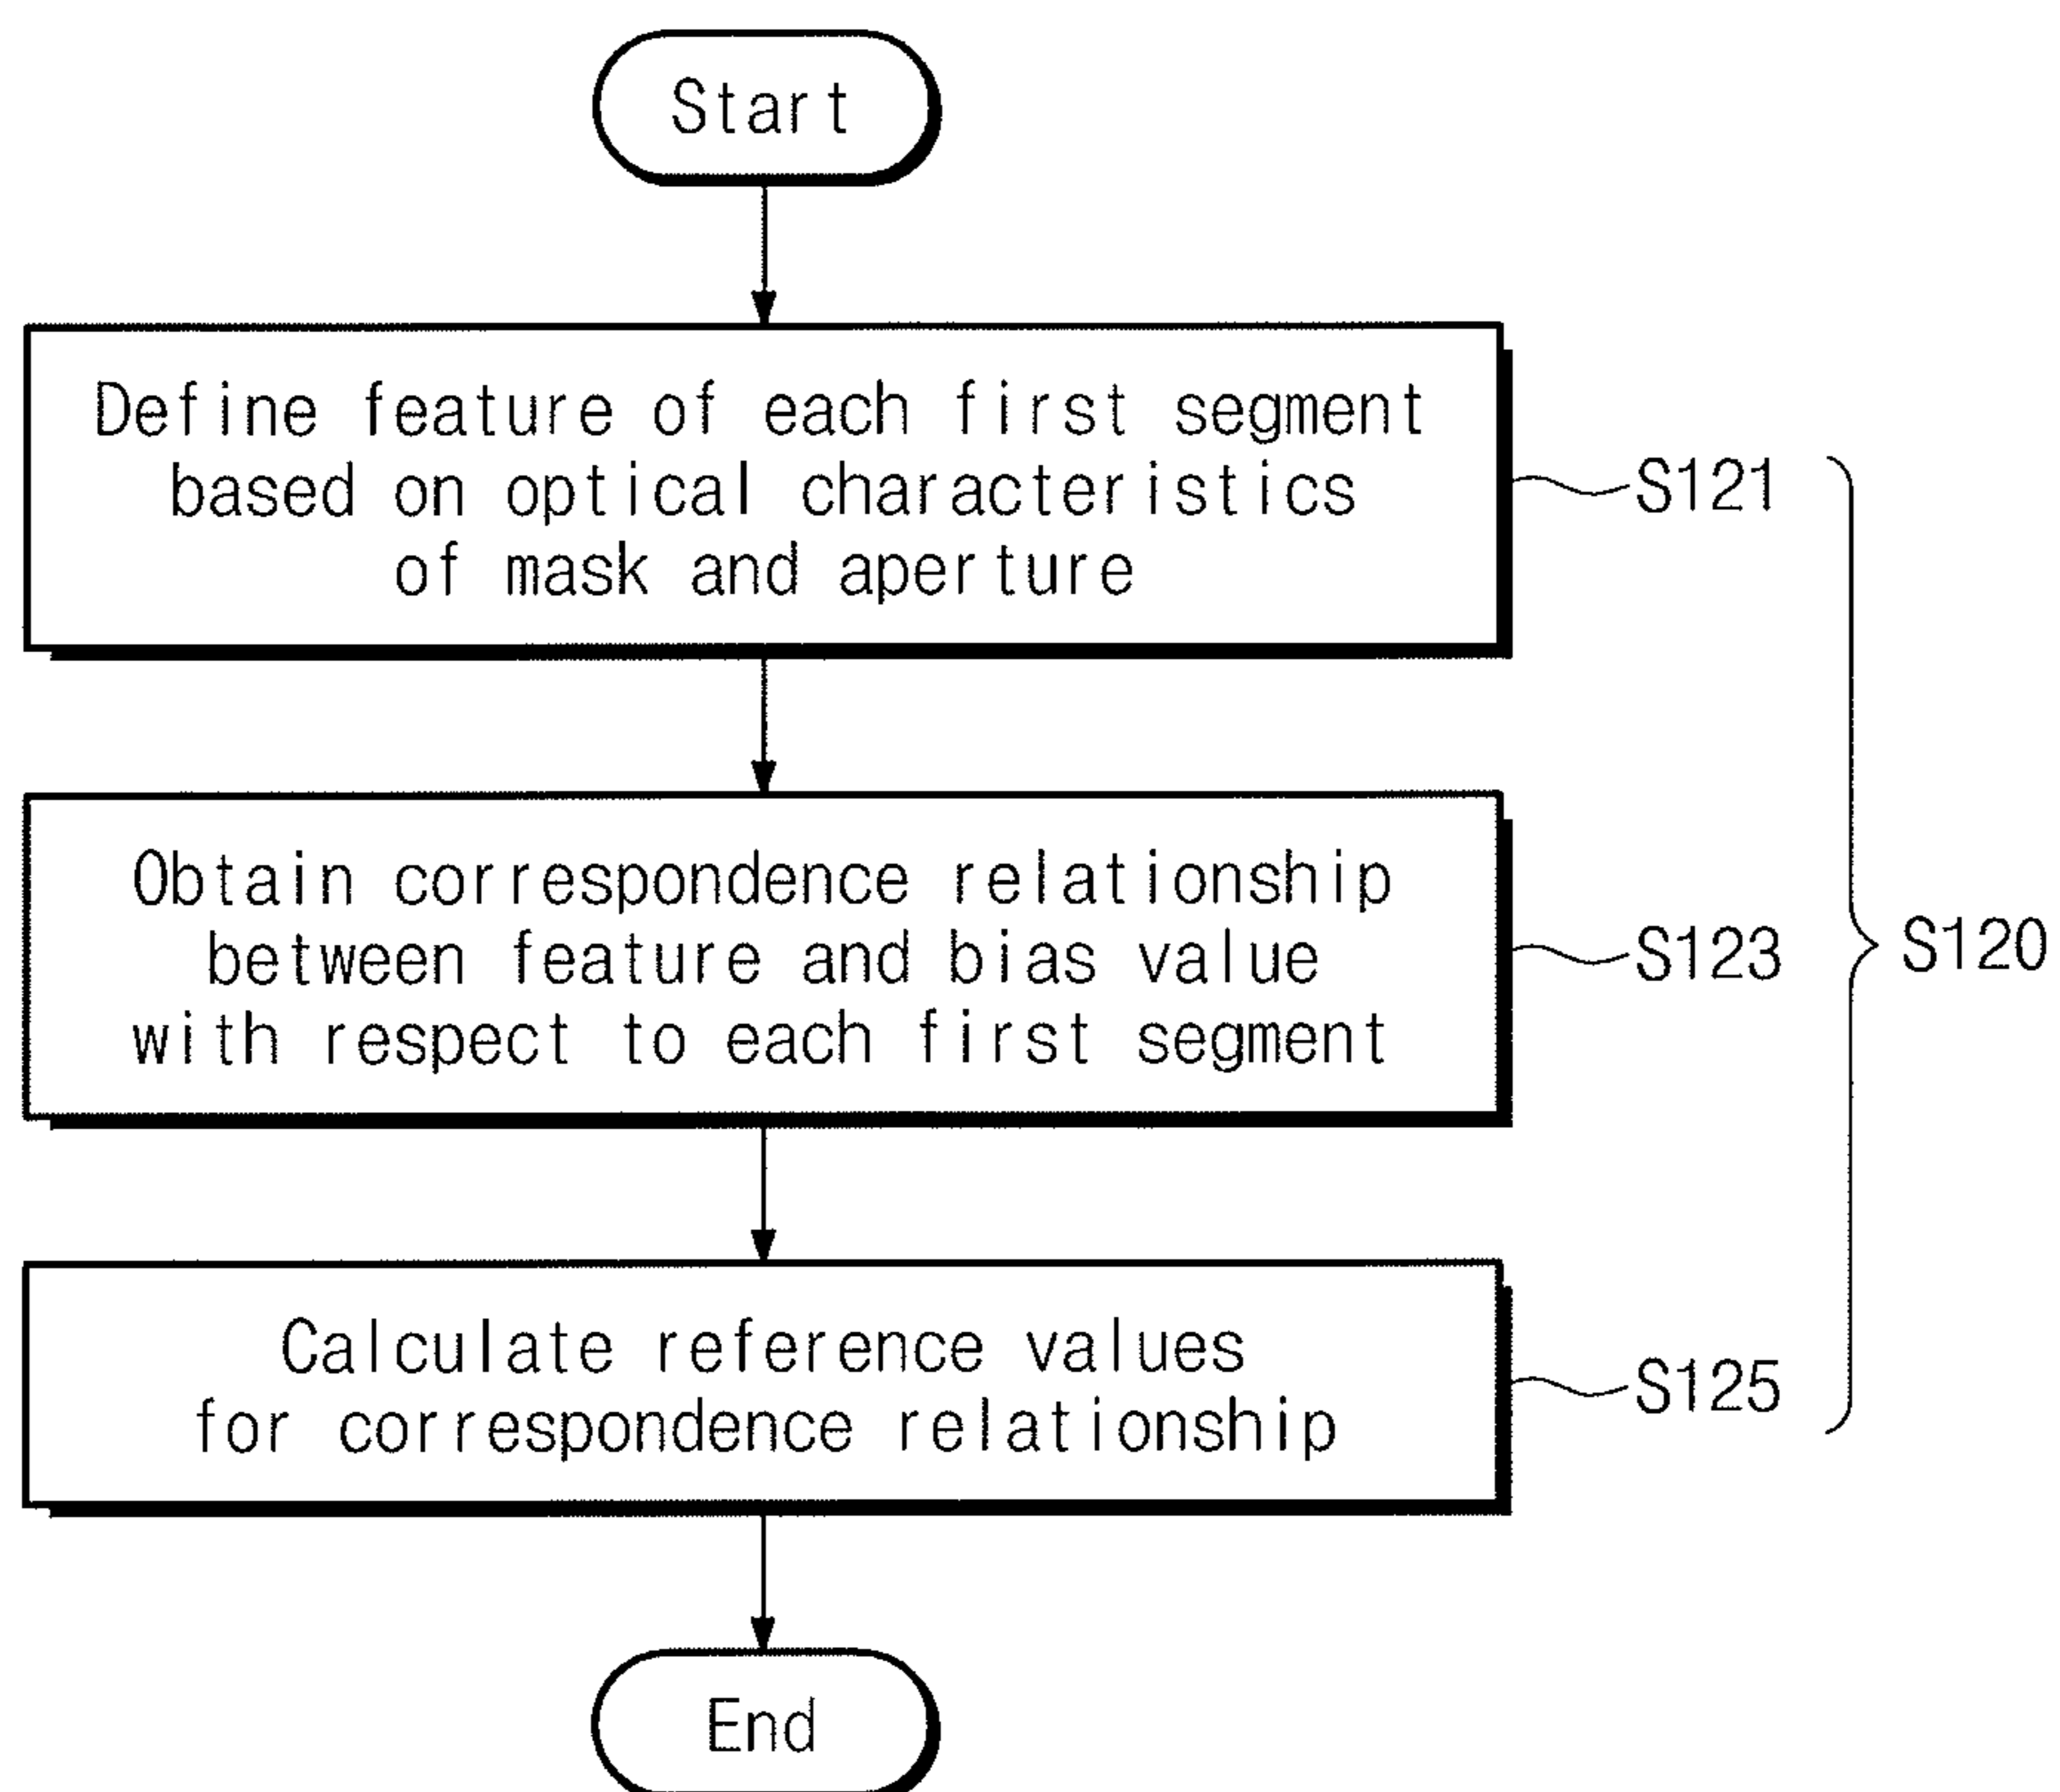 Start
Define feature of each first segment
based on optical characteristics
of mask and aperture
S121
Obtain correspondence relationship
between feature and bias value
with respect to each first segment
S123
S120
Calculate reference values
for correspondence relationship
S125
End